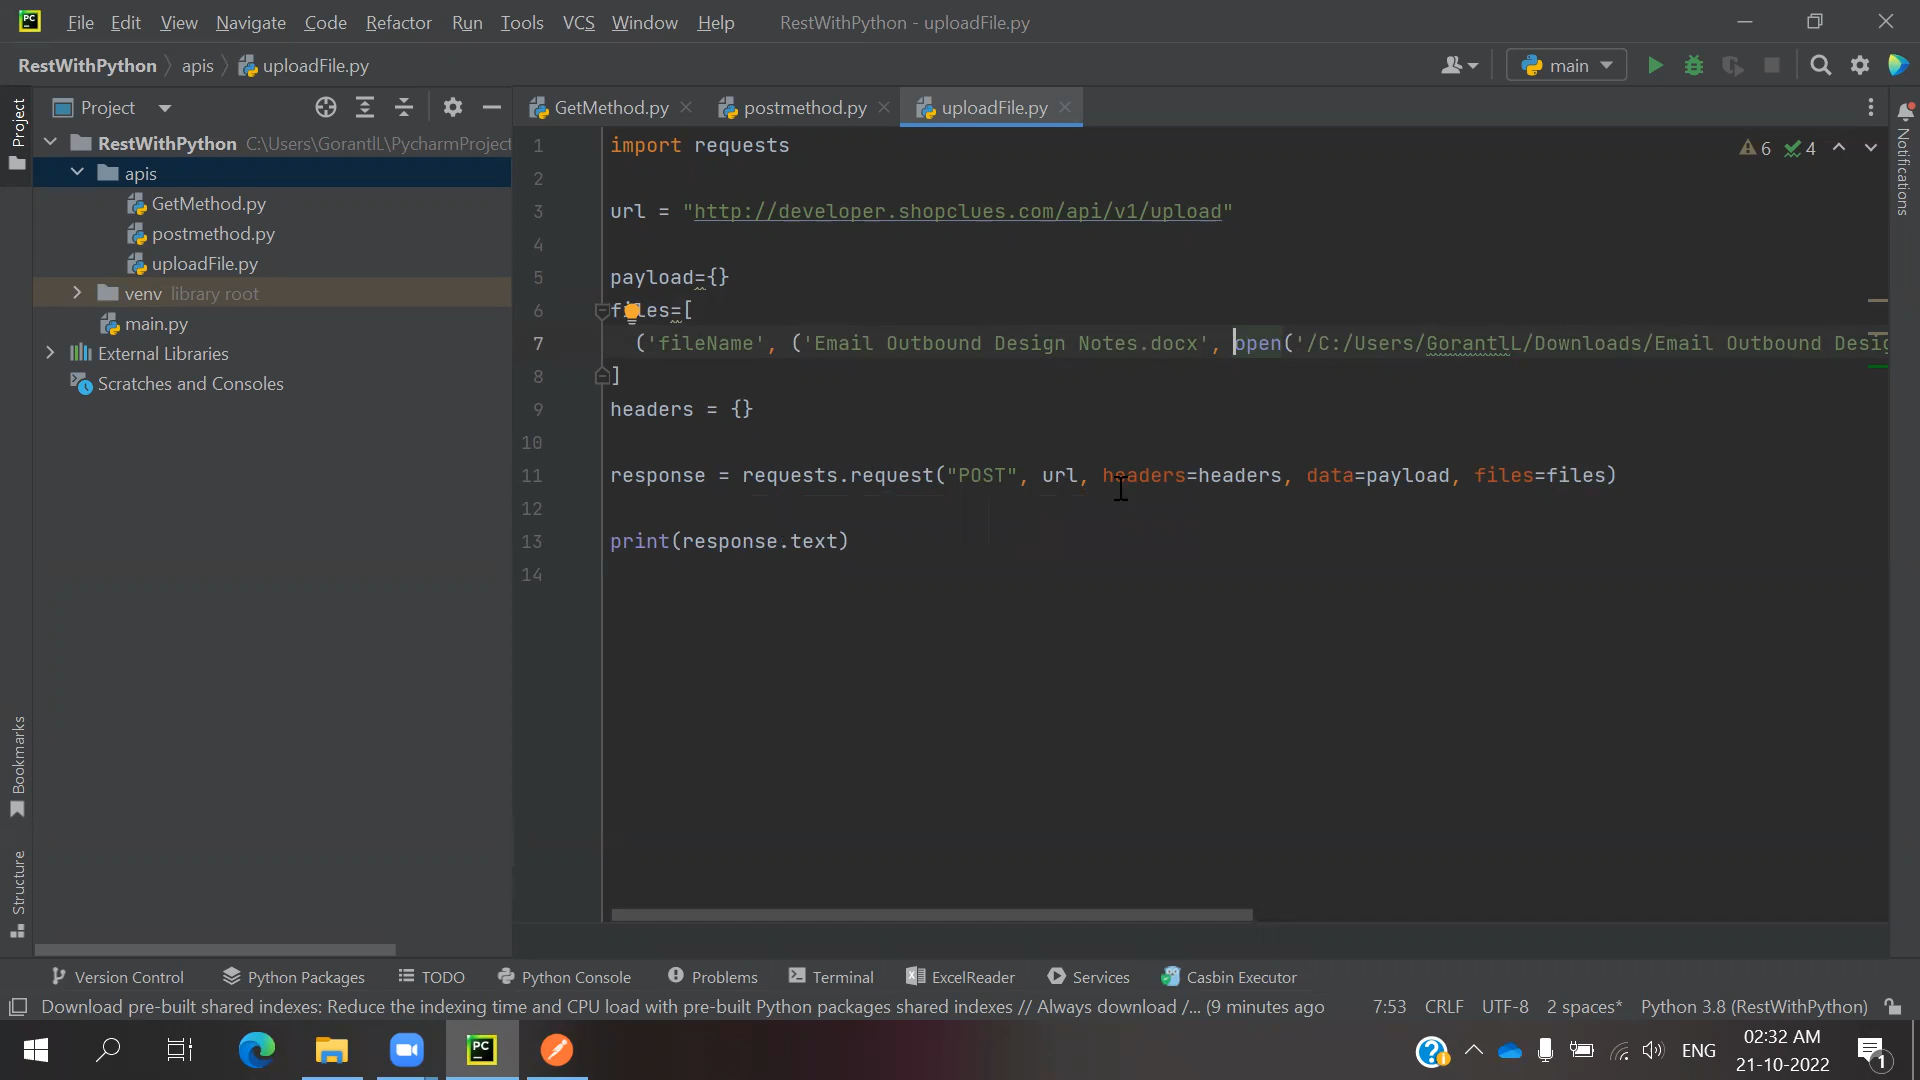 File Edit View Navigate Code Refactor Run Tools VCS Window Help RestWithPython - uploadFile.py
RestWithPython apis uploadFile.py main
Project
GetMethod.py postmethod.py uploadFile.py
Project
RestWithPython C:\Users\GorantlL\PycharmProject
apis
GetMethod.py
postmethod.py
uploadFile.py
venv library root
main.py
External Libraries
Scratches and Consoles
1 import requests
2
3 url = "http://developer.shopclues.com/api/v1/upload"
4
5 payload={}
6 files=[
7 ('fileName', ('Email Outbound Design Notes.docx', open('/C:/Users/GorantlL/Downloads/Email Outbound Desig
8 ]
9 headers = {}
10
11 response = requests.request("POST", url, headers=headers, data=payload, files=files)
12
13 print(response.text)
14
6 4
Notifications
Bookmarks
Structure
Version Control Python Packages TODO Python Console Problems Terminal ExcelReader Services Casbin Executor
Download pre-built shared indexes: Reduce the indexing time and CPU load with pre-built Python packages shared indexes // Always download /... (9 minutes ago 7:53 CRLF UTF-8 2 spaces* Python 3.8 (RestWithPython)
PC ENG 02:32 AM
21-10-2022
1